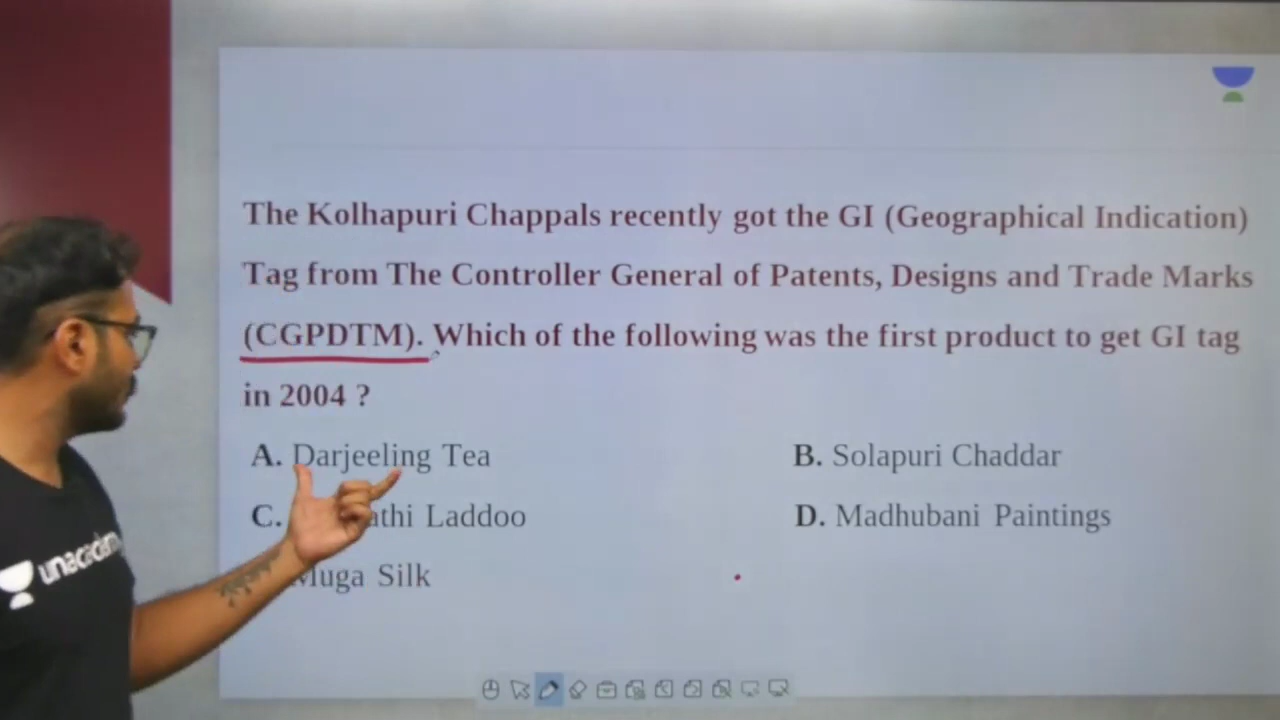 The Kolhapuri Chappals recently got the GI (Geographical Indication)
Tag from The Controller General of Patents, Designs and Trade Marks
(CGPDTM). Which of the following was the first product to get GI tag
in 2004 ?
A. Darjeeling Tea B. Solapuri Chaddar
C. Laddoo D. Madhubani Paintings
Muga Silk
unacademy